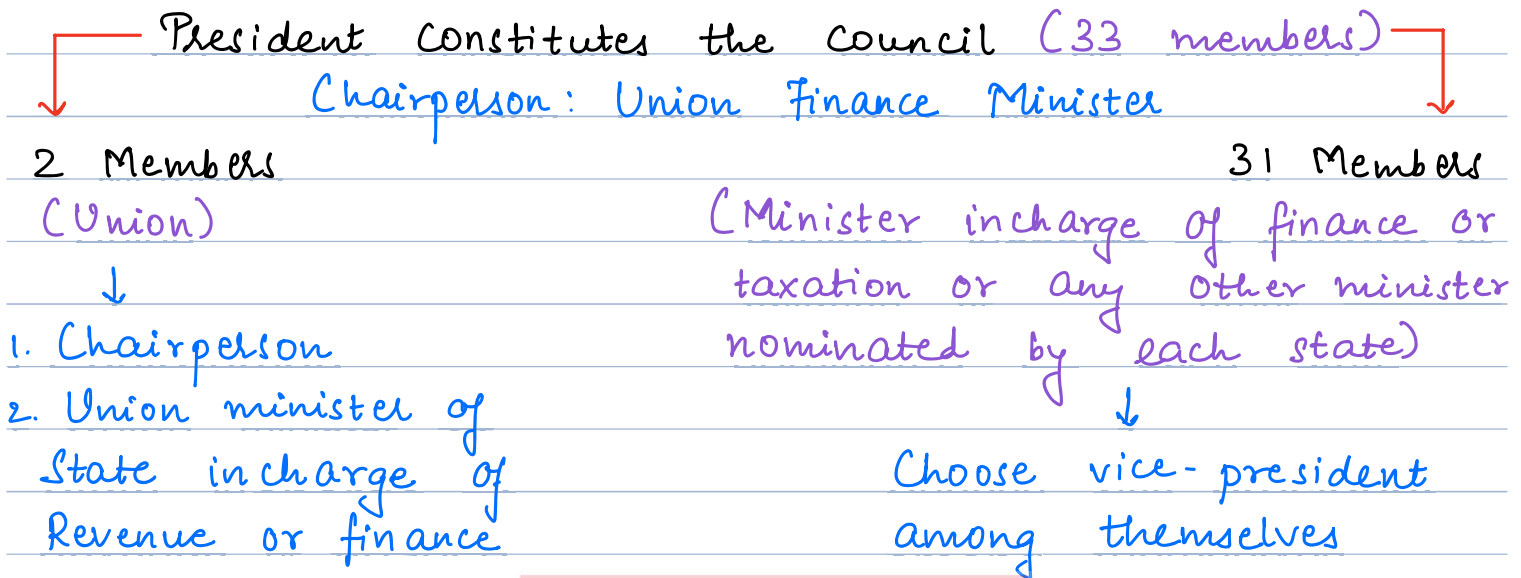 President constitutes the council (33 members)
Chairperson: Union Finance Minister
2 Members
(Union)
↓
1. Chairperson
2. Union minister of
State incharge of
Revenue or finance
31 Members
(Minister incharge of finance or
taxation or any other minister
nominated by each state)
↓
Choose vice-president
among themselves